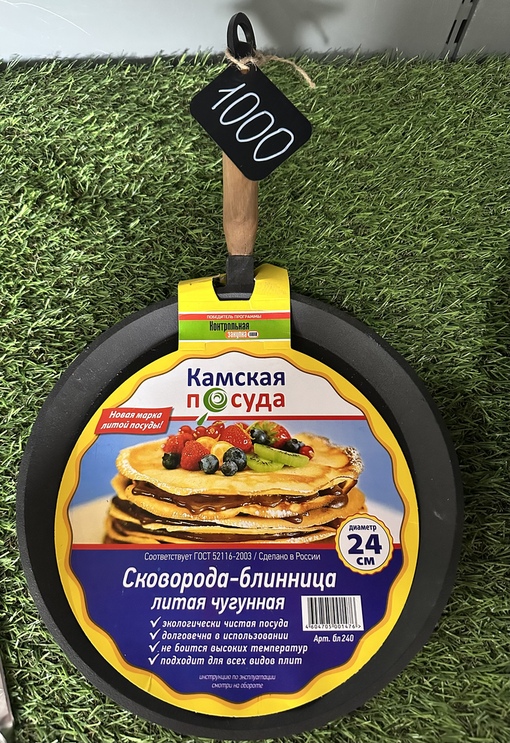 1000
ПОБЕДИТЕЛЬ ПРОГРАММЫ
Контрольная
закупка
Камская
посуда
Новая марка
литой посуды!
диаметр
24
см
Соответствует ГОСТ 52116-2003 / Сделано в России
Сковорода-блинница
литая чугунная
экологически чистая посуда
долговечна в использовании
не боится высоких температур
подходит для всех видов плит
4604705001476
Арт. бл240
инструкцию по эксплуатации
смотри на обороте